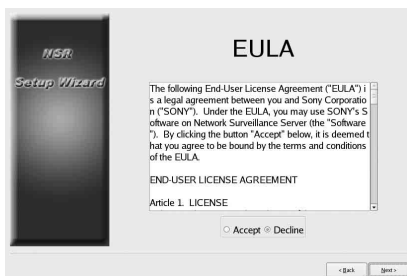 NSR
Setup Wizard
EULA
The following End-User License Agreement ("EULA") i
s a legal agreement between you and Sony Corporatio
n ("SONY"). Under the EULA, you may use SONY's S
oftware on Network Surveillance Server (the "Software
"). By clicking the button "Accept" below, it is deemed t
hat you agree to be bound by the terms and conditions
of the EULA.
END-USER LICENSE AGREEMENT
Article 1. LICENSE
Accept Decline
< Back Next >